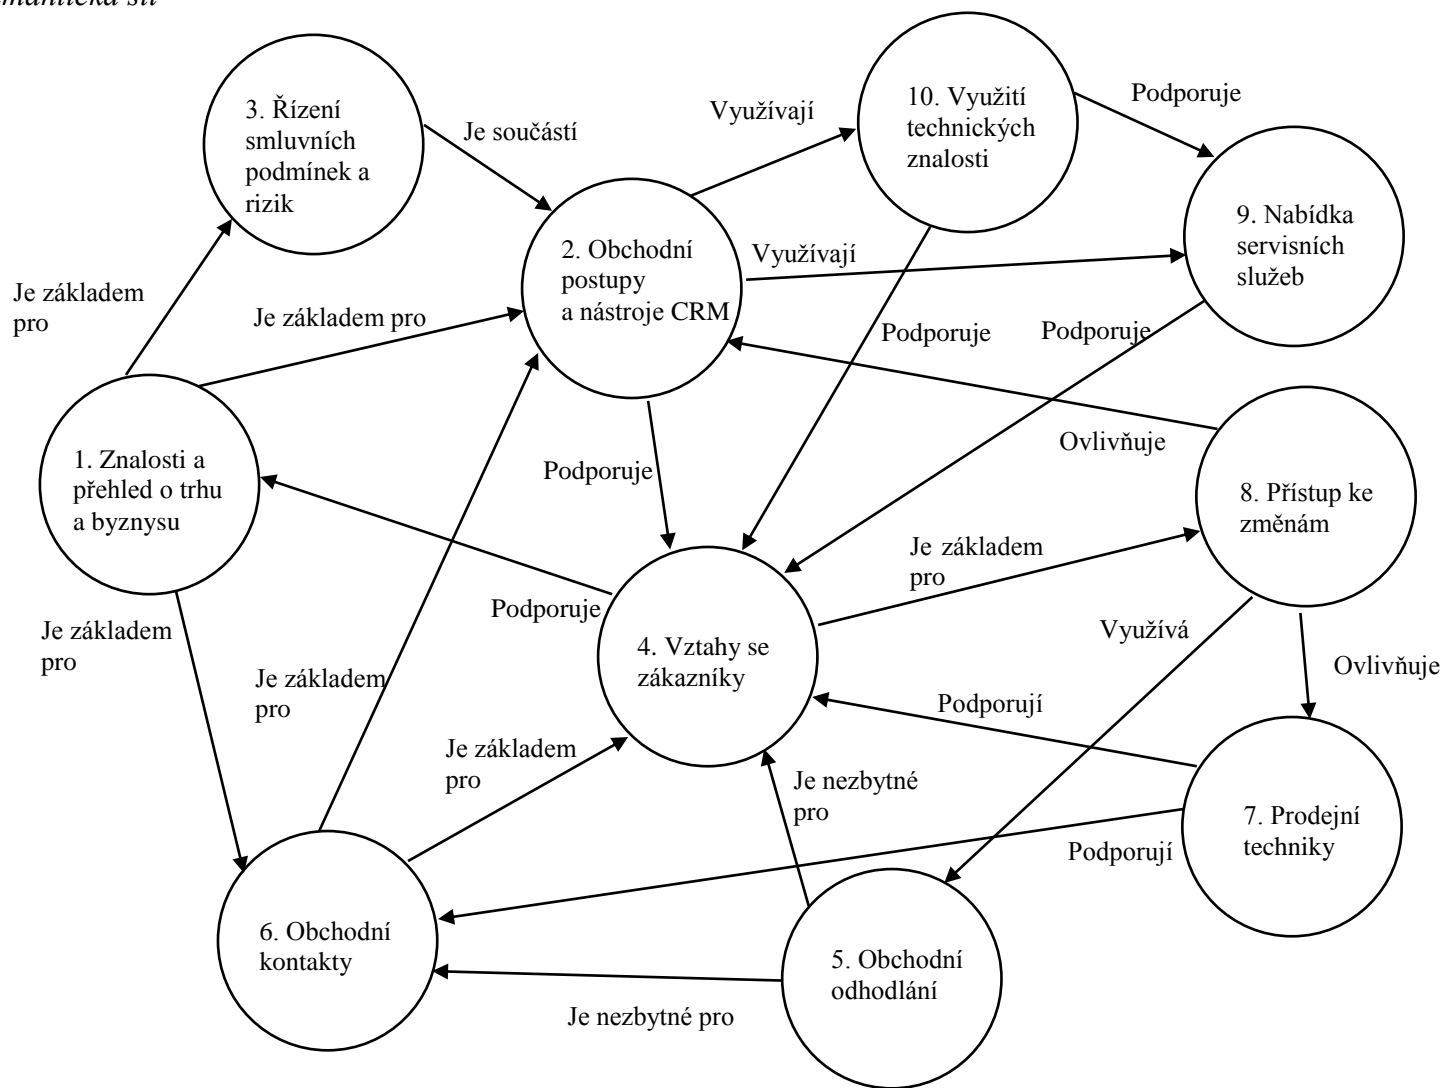 3. Řízení
smluvních
podmínek a
rizik
Je součástí
Využívají
10. Využití
technických
znalosti
Podporuje
9. Nabídka
servisních
služeb
2. Obchodní
postupy
a nástroje CRM
Využívají
Je základem
pro
Je základem pro
Podporuje
Podporuje
Ovlivňuje
1. Znalosti a
přehled o trhu
a byznysu
Podporuje
8. Přístup ke
změnám
Je základem
pro
Podporuje
4. Vztahy se
zákazníky
Je základem
pro
Využívá
Ovlivňuje
Je základem
pro
Podporují
Je základem
pro
Je nezbytné
pro
7. Prodejní
techniky
Podporují
6. Obchodní
kontakty
5. Obchodní
odhodlání
Je nezbytné pro